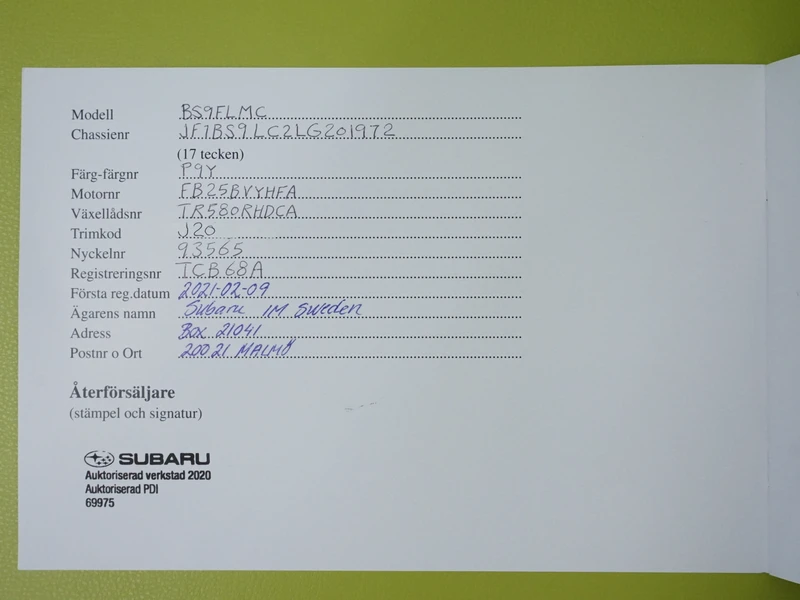 Modell BS9FLMC
Chassienr JF1BS9LC2LG201972
(17 tecken)
Färg-färgnr P9Y
Motornr FB25BVYHFA
Växellådsnr TR580RHDCA
Trimkod J20
Nyckelnr 93565
Registreringsnr TCB68A
Första reg.datum 2021-02-09
Ägarens namn Subaru IM Sweden
Adress Box 21041
Postnr o Ort 200 21 MALMÖ
Återförsäljare
(stämpel och signatur)
SUBARU
Auktoriserad verkstad 2020
Auktoriserad PDI
69975